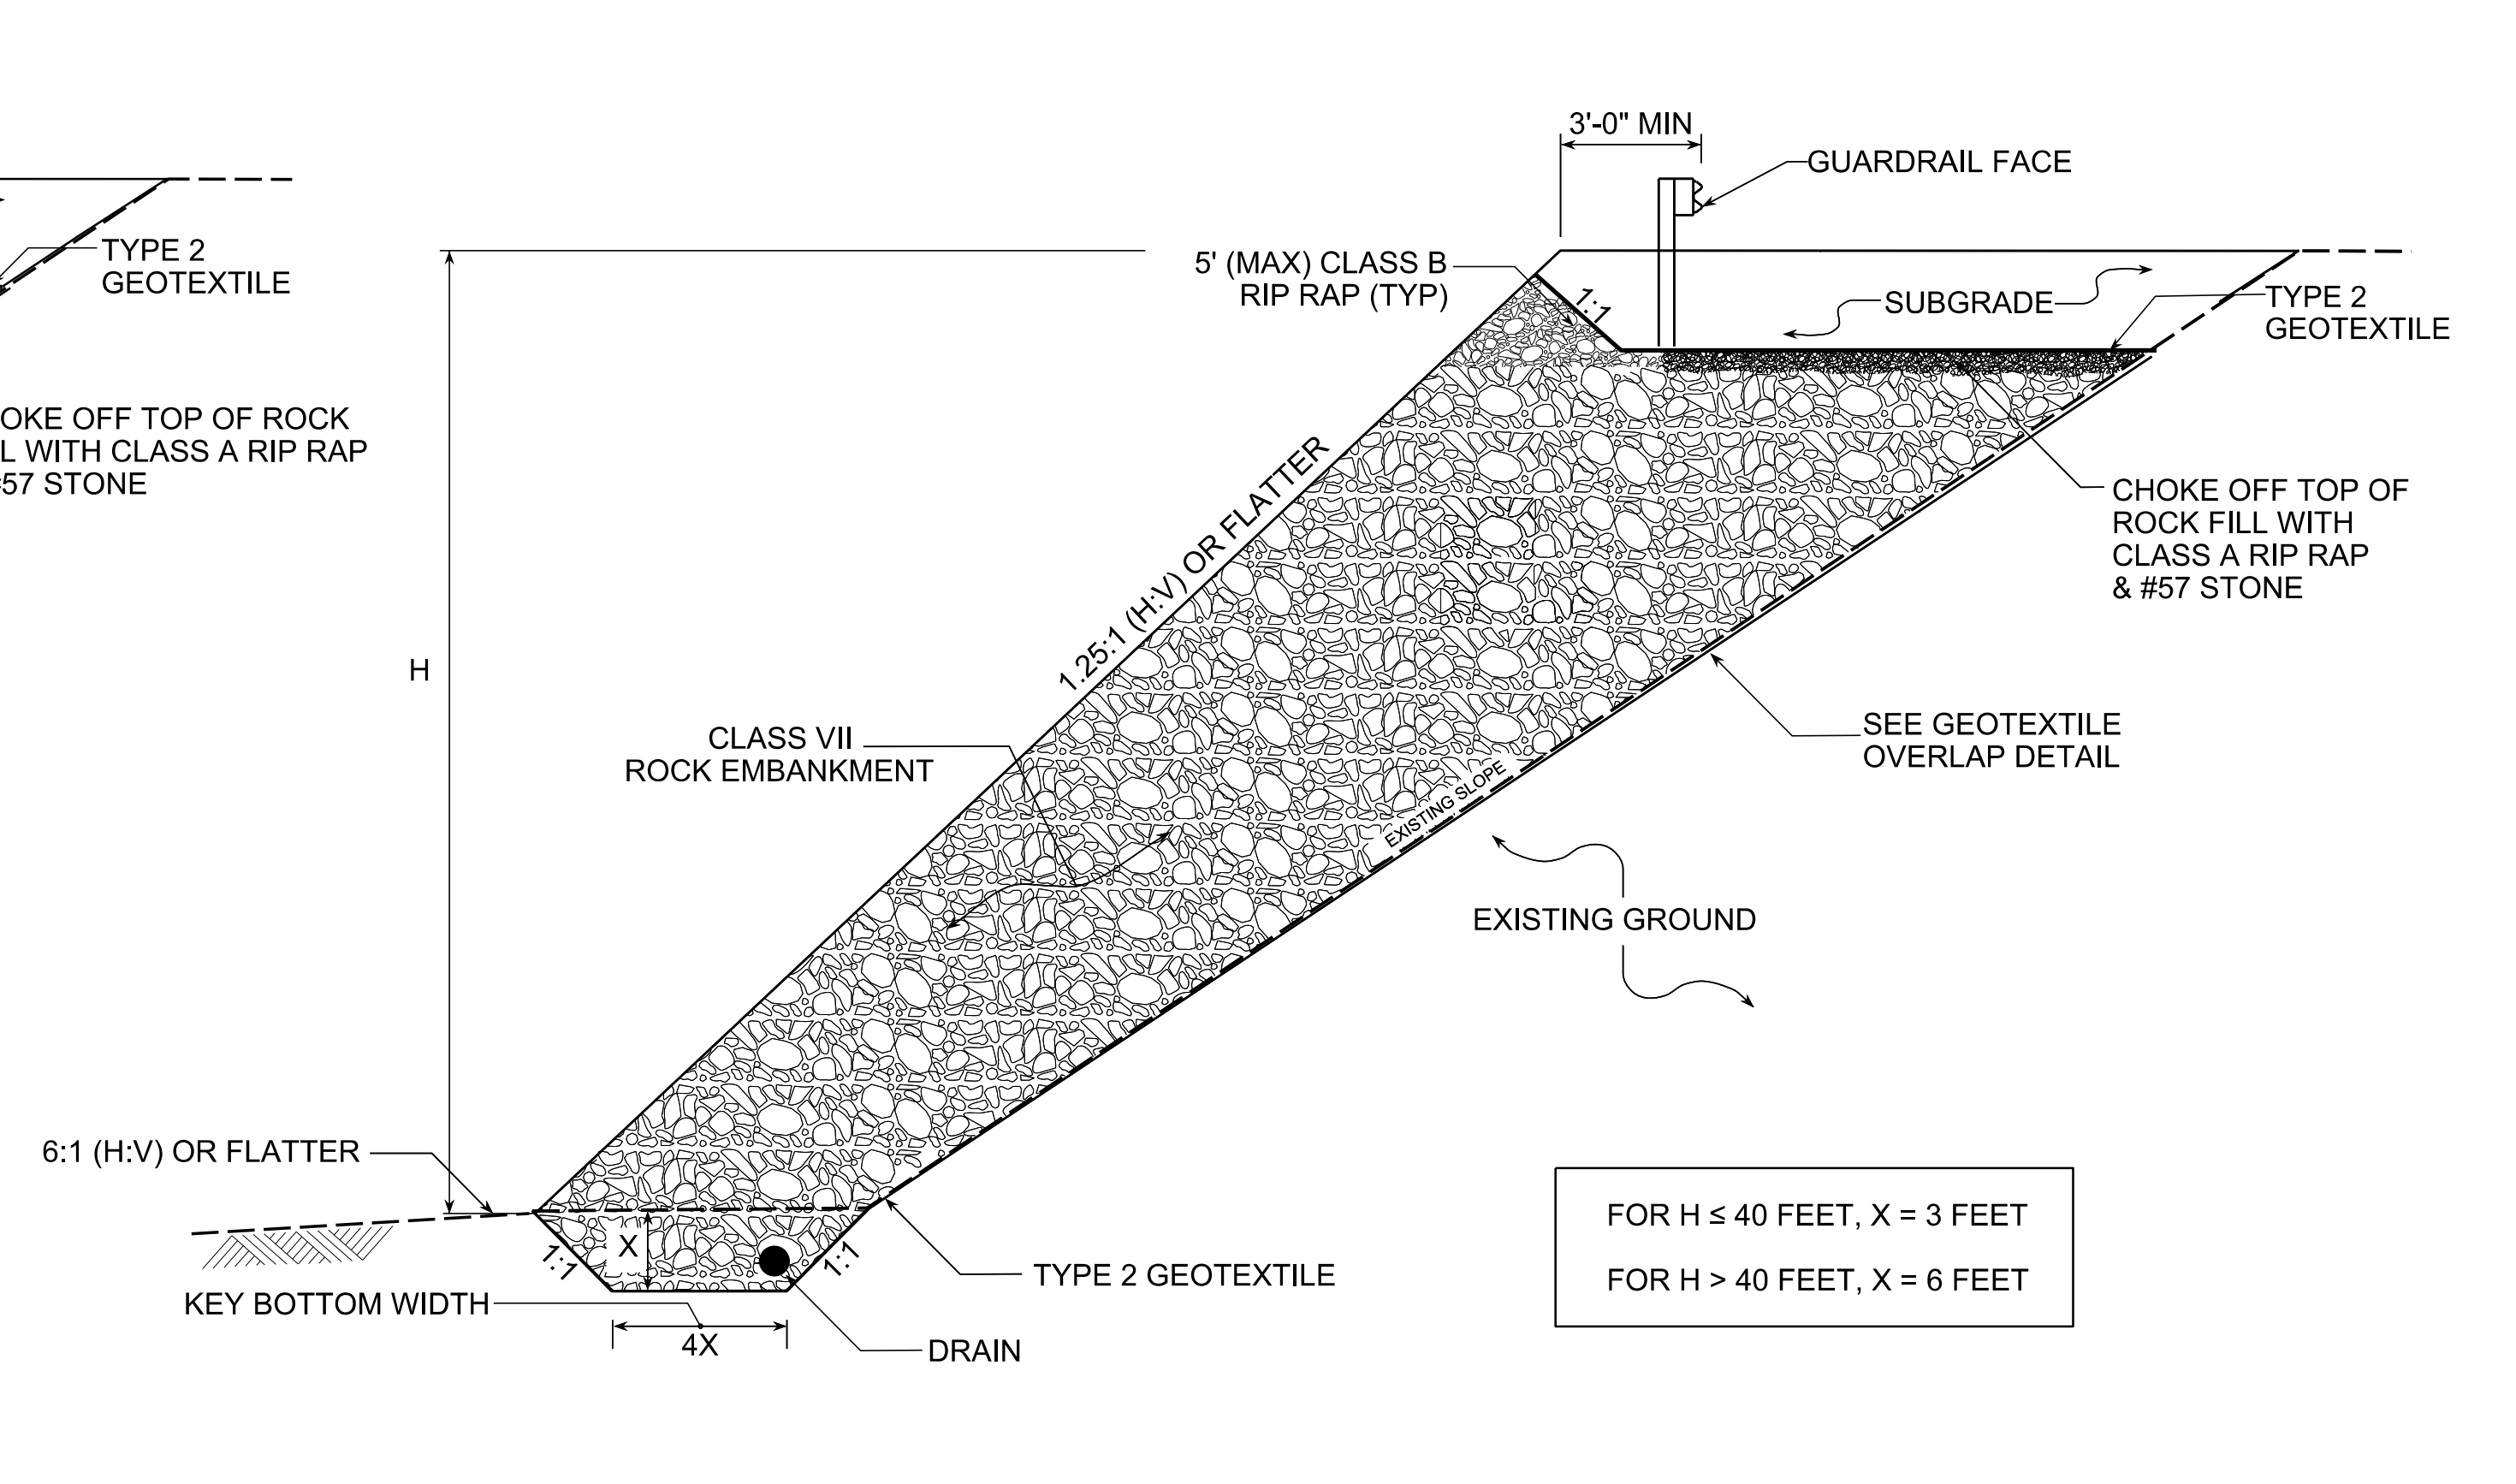 3'-0" MIN
GUARDRAIL FACE
TYPE 2
GEOTEXTILE
5' (MAX) CLASS B
RIP RAP (TYP)
1:1
SUBGRADE
TYPE 2
GEOTEXTILE
OKE OFF TOP OF ROCK
L WITH CLASS A RIP RAP
#57 STONE
1.25:1 (H:V) OR FLATTER
CHOKE OFF TOP OF
ROCK FILL WITH
CLASS A RIP RAP
& #57 STONE
H
CLASS VII
ROCK EMBANKMENT
SEE GEOTEXTILE
OVERLAP DETAIL
EXISTING SLOPE
EXISTING GROUND
6:1 (H:V) OR FLATTER
1:1
X
1:1
TYPE 2 GEOTEXTILE
KEY BOTTOM WIDTH
4X
DRAIN
FOR H ≤ 40 FEET, X = 3 FEET
FOR H > 40 FEET, X = 6 FEET